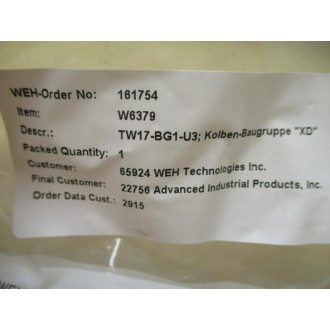 WEH-Order No: 161754
Item: W6379
Descr.: TW17-BG1-U3; Kolben-Baugruppe "XD"
Packed Quantity: 1
Customer: 65924 WEH Technologies Inc.
Final Customer: 22756 Advanced Industrial Products, Inc.
Order Data Cust.: 2915